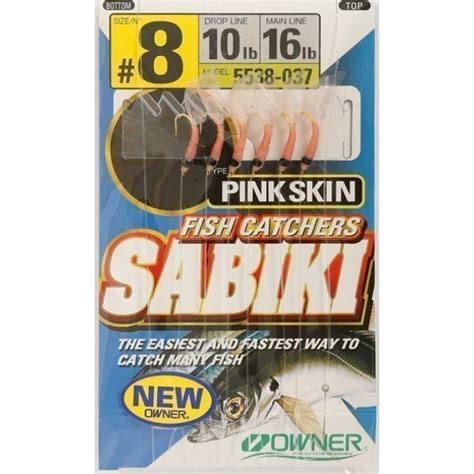 BOTTOM
TOP
SIZE/Nº DROP LINE MAIN LINE
#8 10lb 16lb
MODEL 5538-037
TYPE
PINK SKIN
FISH CATCHERS
SABIKI
THE EASIEST AND FASTEST WAY TO
CATCH MANY FISH
NEW
OWNER.
OWNER